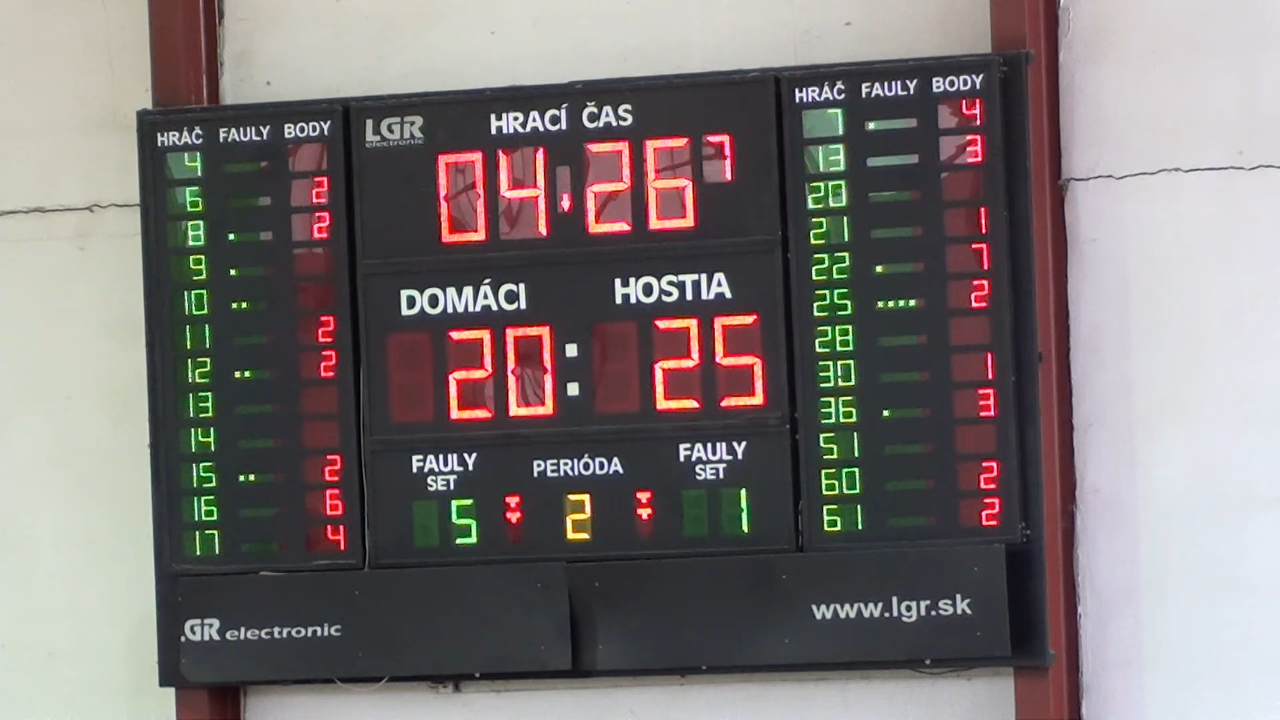 HRÁČ FAULY BODY
4
6 2
8 2
9
10
11 2
12 2
13
14
15 2
16 6
17 4
LGR
electronic
HRACÍ ČAS
04.26 7
DOMÁCI HOSTIA
20:25
FAULY SET PERIÓDA FAULY SET
5 2 1
HRÁČ FAULY BODY
7 4
13 3
20
21 1
22 7
25 2
28
30 1
36 3
51
60 2
61 2
.GR electronic
www.lgr.sk